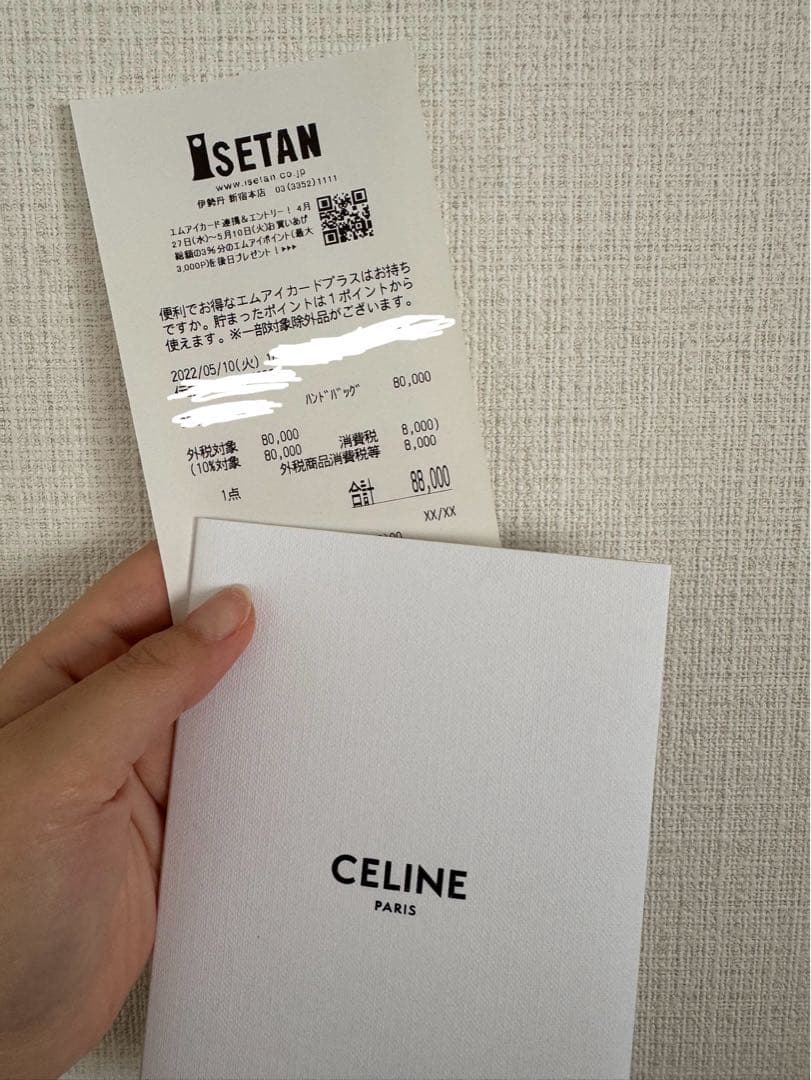 ISETAN
www.isetan.co.jp
伊勢丹 新宿本店 03(3352)1111
エムアイカード連携&エントリー! 4月
27日(水)〜5月10日(火)お買いあげ
総額の3%分のエムアイポイント(最大
3,000P)を後日プレゼント!▶▶▶
便利でお得なエムアイカードプラスはお持ち
ですか。貯まったポイントは1ポイントから
使えます。※一部対象除外品がございます。
2022/05/10(火)
ハンドバッグ 80,000
外税対象 80,000 消費税 8,000)
(10%対象 80,000 外税商品消費税等 8,000
1点 合計 88,000
XX/XX
CELINE
PARIS